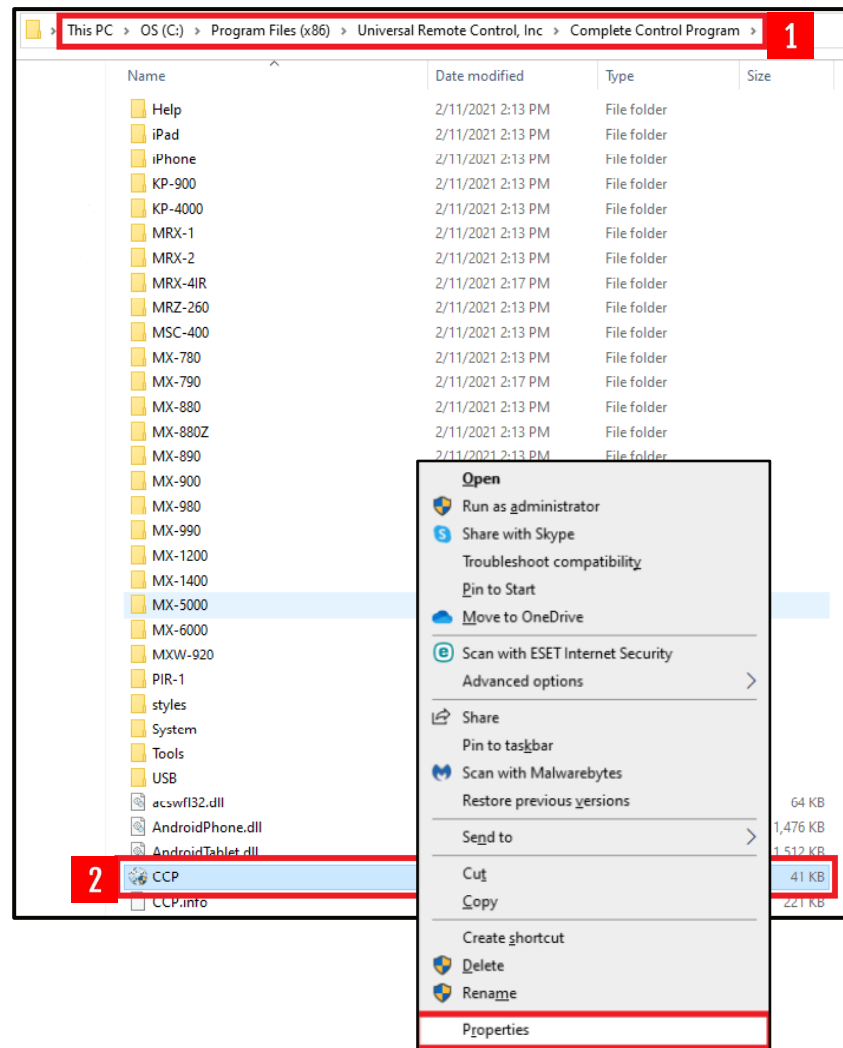 This PC > OS (C:) > Program Files (x86) > Universal Remote Control, Inc > Complete Control Program >
1
Name Date modified Type Size
Help 2/11/2021 2:13 PM File folder
iPad 2/11/2021 2:13 PM File folder
iPhone 2/11/2021 2:13 PM File folder
KP-900 2/11/2021 2:13 PM File folder
KP-4000 2/11/2021 2:13 PM File folder
MRX-1 2/11/2021 2:13 PM File folder
MRX-2 2/11/2021 2:13 PM File folder
MRX-4IR 2/11/2021 2:17 PM File folder
MRZ-260 2/11/2021 2:13 PM File folder
MSC-400 2/11/2021 2:13 PM File folder
MX-780 2/11/2021 2:13 PM File folder
MX-790 2/11/2021 2:17 PM File folder
MX-880 2/11/2021 2:13 PM File folder
MX-880Z 2/11/2021 2:13 PM File folder
MX-890 2/11/2021 2:13 PM File folder
MX-900
MX-980
MX-990
MX-1200
MX-1400
MX-5000
MX-6000
MXW-920
PIR-1
styles
System
Tools
USB
acswfl32.dll 64 KB
AndroidPhone.dll 1,476 KB
AndroidTablet.dll 1,512 KB
2
CCP 41 KB
CCP.info 221 KB
Open
Run as administrator
S Share with Skype
Troubleshoot compatibility
Pin to Start
Move to OneDrive
e Scan with ESET Internet Security
Advanced options >
Share
Pin to taskbar
Scan with Malwarebytes
Restore previous versions
Send to >
Cut
Copy
Create shortcut
Delete
Rename
Properties